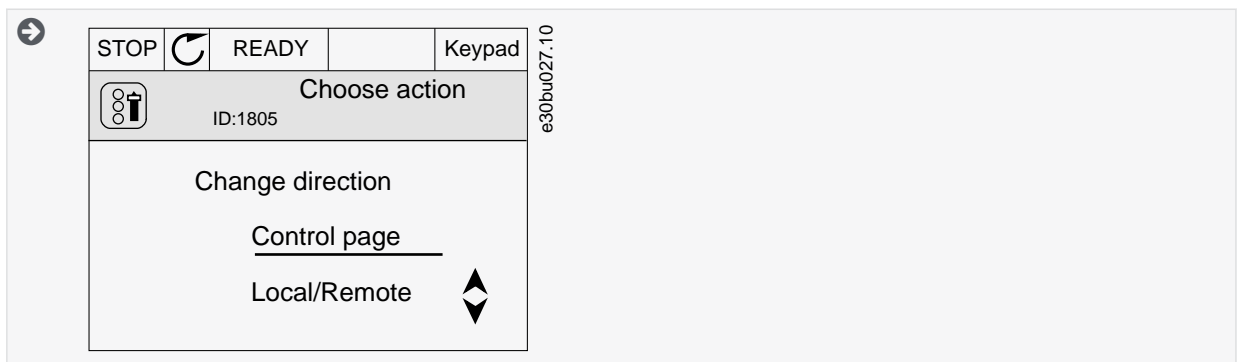 STOP READY Keypad
Choose action
ID:1805
Change direction
Control page
Local/Remote
e30bu027.10